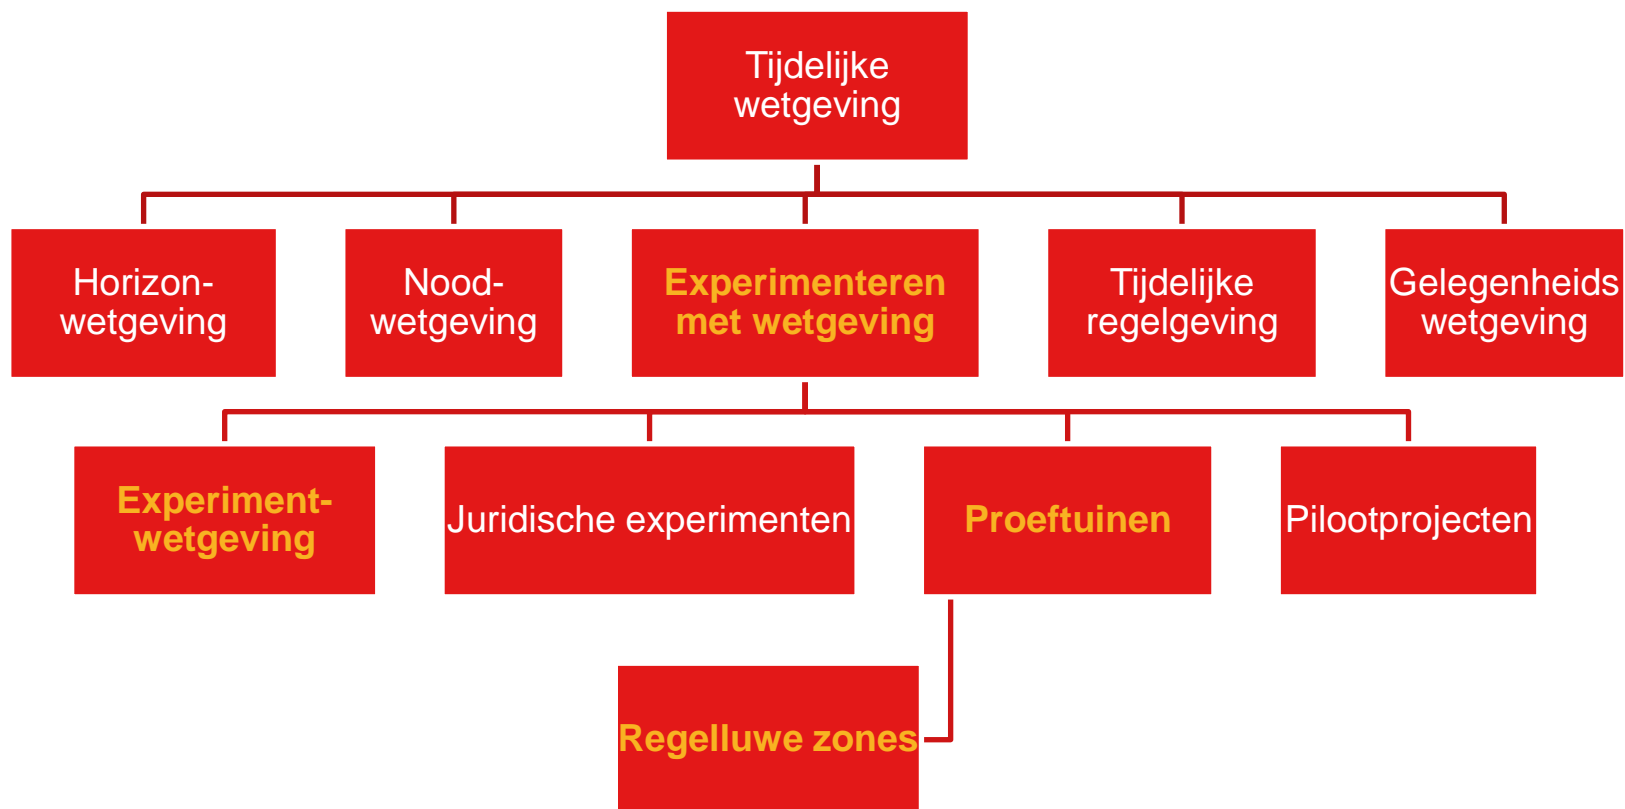 Tijdelijke
wetgeving
Horizon-
wetgeving
Nood-
wetgeving
Experimenteren
met wetgeving
Tijdelijke
regelgeving
Gelegenheids
wetgeving
Experiment-
wetgeving
Juridische experimenten
Proeftuinen
Pilootprojecten
Regelluwe zones